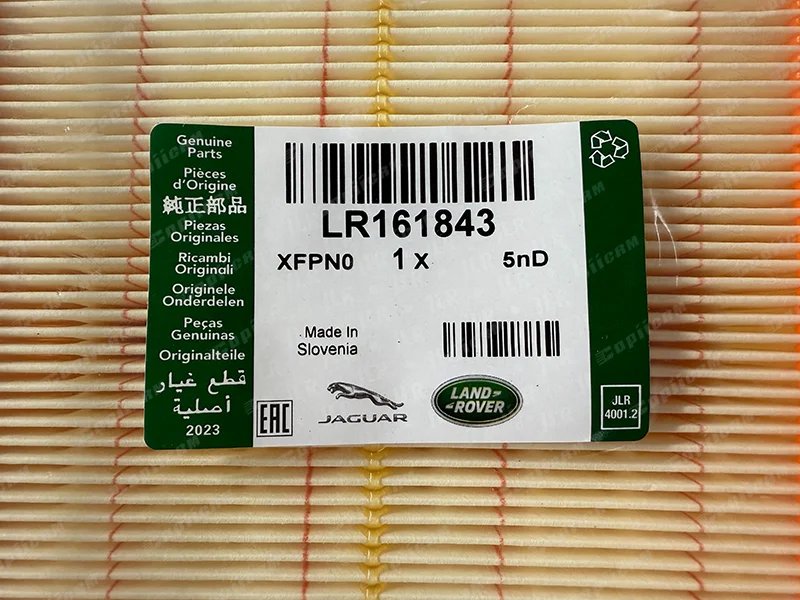 Genuine
Parts
Pièces
d'Origine
純正部品
Piezas
Originales
Ricambi
Originali
Originele
Onderdelen
Peças
Genuinas
Originalteile
قطع غيار
أصلية
2023
LR161843
XFPN0 1 X 5nD
Made In
Slovenia
EAC
JAGUAR
LAND-
-ROVER
JLR
4001.2